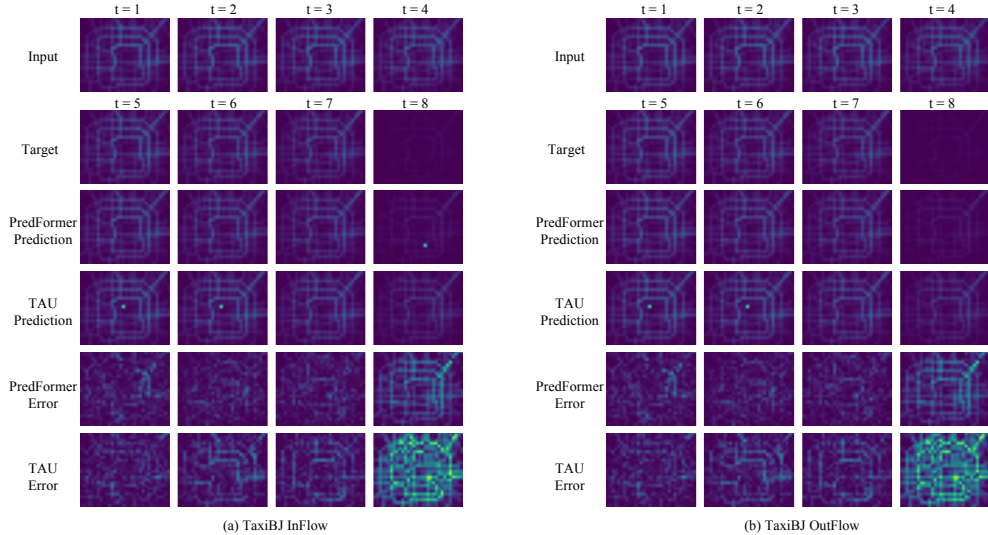 t = 1 t = 2 t = 3 t = 4
Input
t = 5 t = 6 t = 7 t = 8
Target
PredFormer
Prediction
TAU
Prediction
PredFormer
Error
TAU
Error
(a) TaxiBJ InFlow
t = 1 t = 2 t = 3 t = 4
Input
t = 5 t = 6 t = 7 t = 8
Target
PredFormer
Prediction
TAU
Prediction
PredFormer
Error
TAU
Error
(b) TaxiBJ OutFlow